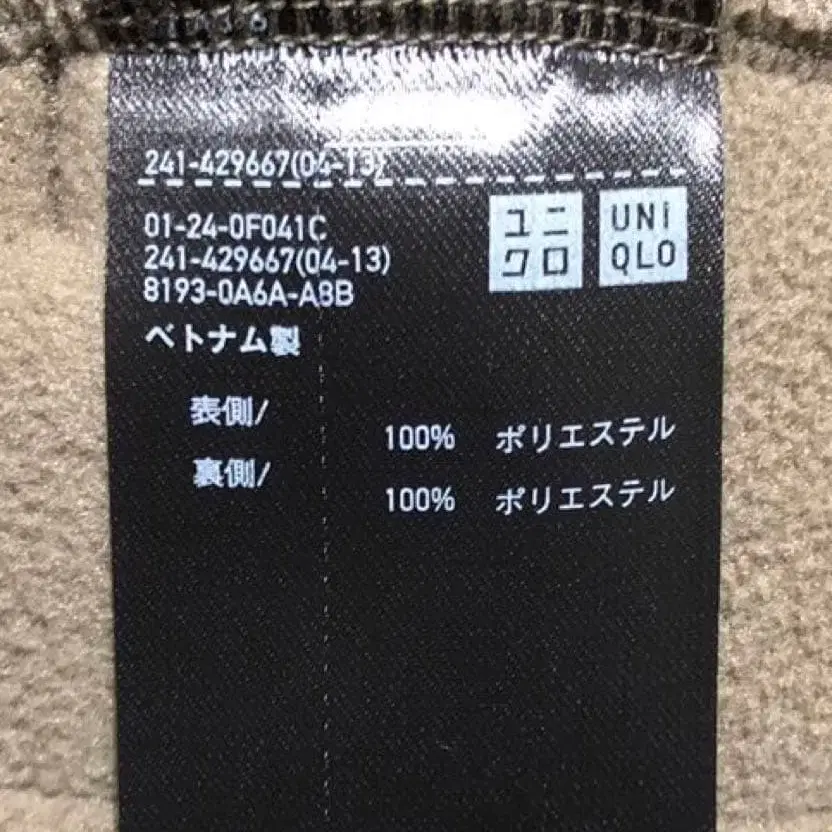 241-429667(04-13)
01-24-0F041C
241-429667(04-13)
8193-0A6A-A8B
ユニ
クロ
UNI
QLO
ベトナム製
表側/
100% ポリエステル
裏側/
100% ポリエステル